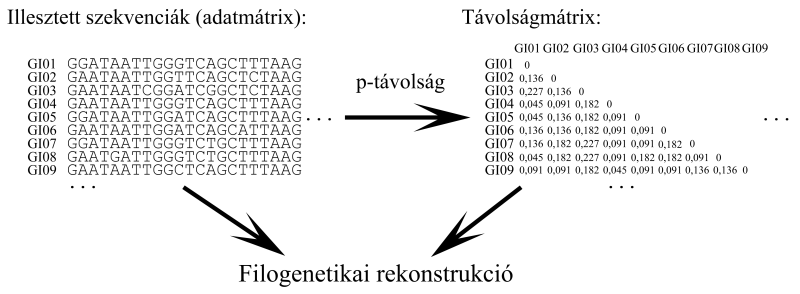 Illesztett szekvenciák (adatmátrix):
GI01 GGATAATTGGGTCAGCTTTAAG
GI02 GAATAATTGGTTCAGCTCTAAG
GI03 GAATAATCGGATCGGCTCTAAG
GI04 GAATAATTGGGTCAGCTTTAAG
GI05 GGATAATTGGATCAGCTTTAAG
GI06 GAATAATTGGATCAGCATTAAG
GI07 GGATAATTGGGTCTGCTTTAAG
GI08 GAATGATTGGGTCTGCTTTAAG
GI09 GAATAATTGGCTCAGCTTTAAG
. . .
. . .
p-távolság
Távolságmátrix:
GI01 GI02 GI03 GI04 GI05 GI06 GI07 GI08 GI09
GI01 0
GI02 0,136 0
GI03 0,227 0,136 0
GI04 0,045 0,091 0,182 0
GI05 0,045 0,136 0,182 0,091 0
GI06 0,136 0,136 0,182 0,091 0,091 0
GI07 0,136 0,182 0,227 0,091 0,091 0,182 0
GI08 0,045 0,182 0,227 0,091 0,182 0,182 0,091 0
GI09 0,091 0,091 0,182 0,045 0,091 0,091 0,136 0,136 0
. . .
. . .
Filogenetikai rekonstrukció